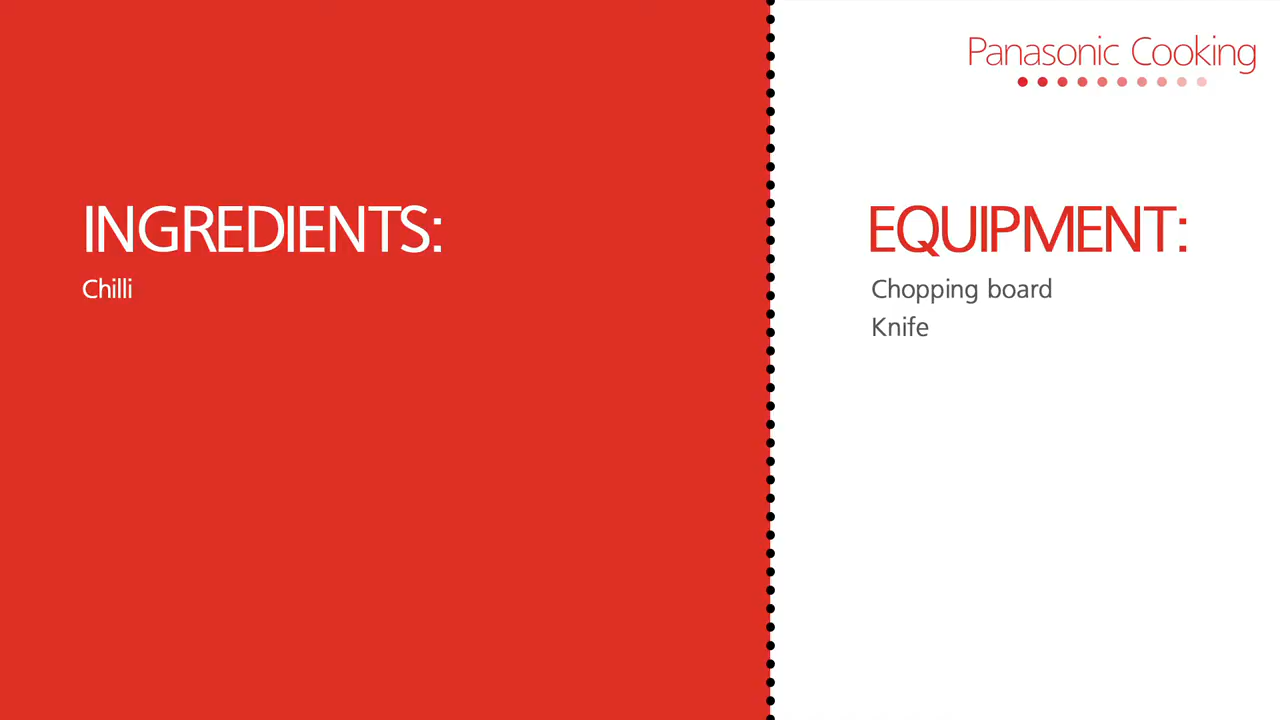 Panasonic Cooking
INGREDIENTS:
Chilli
EQUIPMENT:
Chopping board
Knife